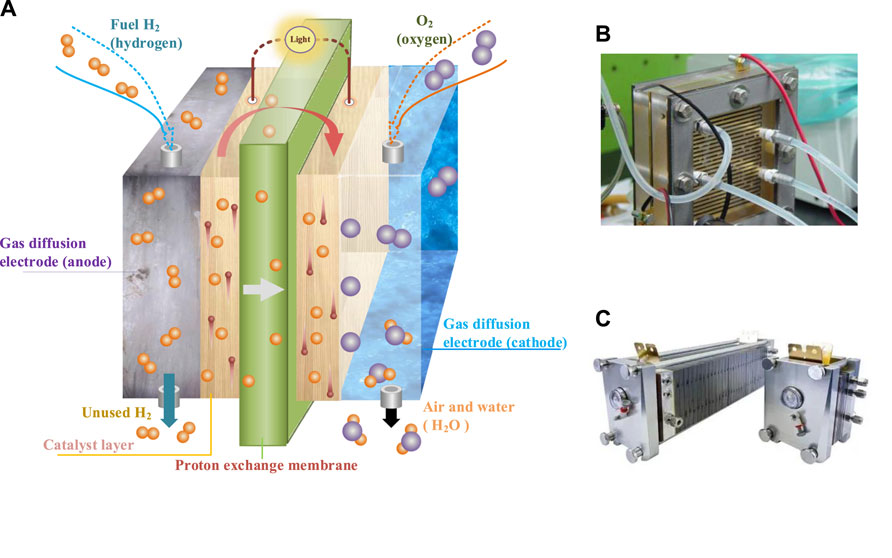 A
Fuel H₂
(hydrogen)
Light
O₂
(oxygen)
B
Gas diffusion
electrode (anode)
Gas diffusion
electrode (cathode)
C
Unused H₂
Air and water
( H₂O )
Catalyst layer
Proton exchange membrane